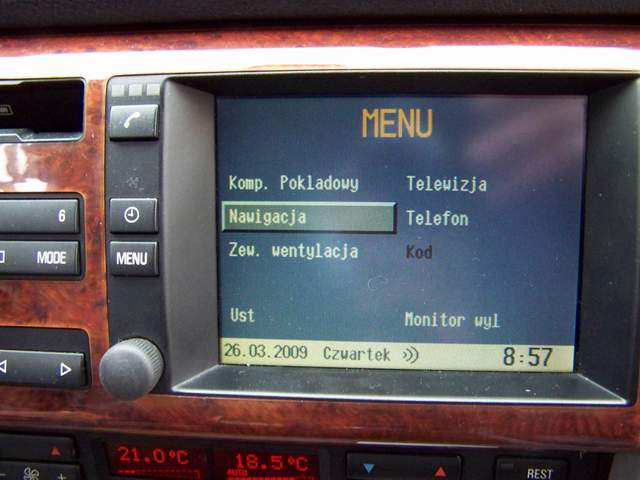 MENU
Komp. Pokladowy Telewizja
6
Nawigacja Telefon
MODE MENU Zew. wentylacja Kod
Ust Monitor wyl
26.03.2009 Czwartek 8:57
21.0°C 18.5°C
AUTO
REST